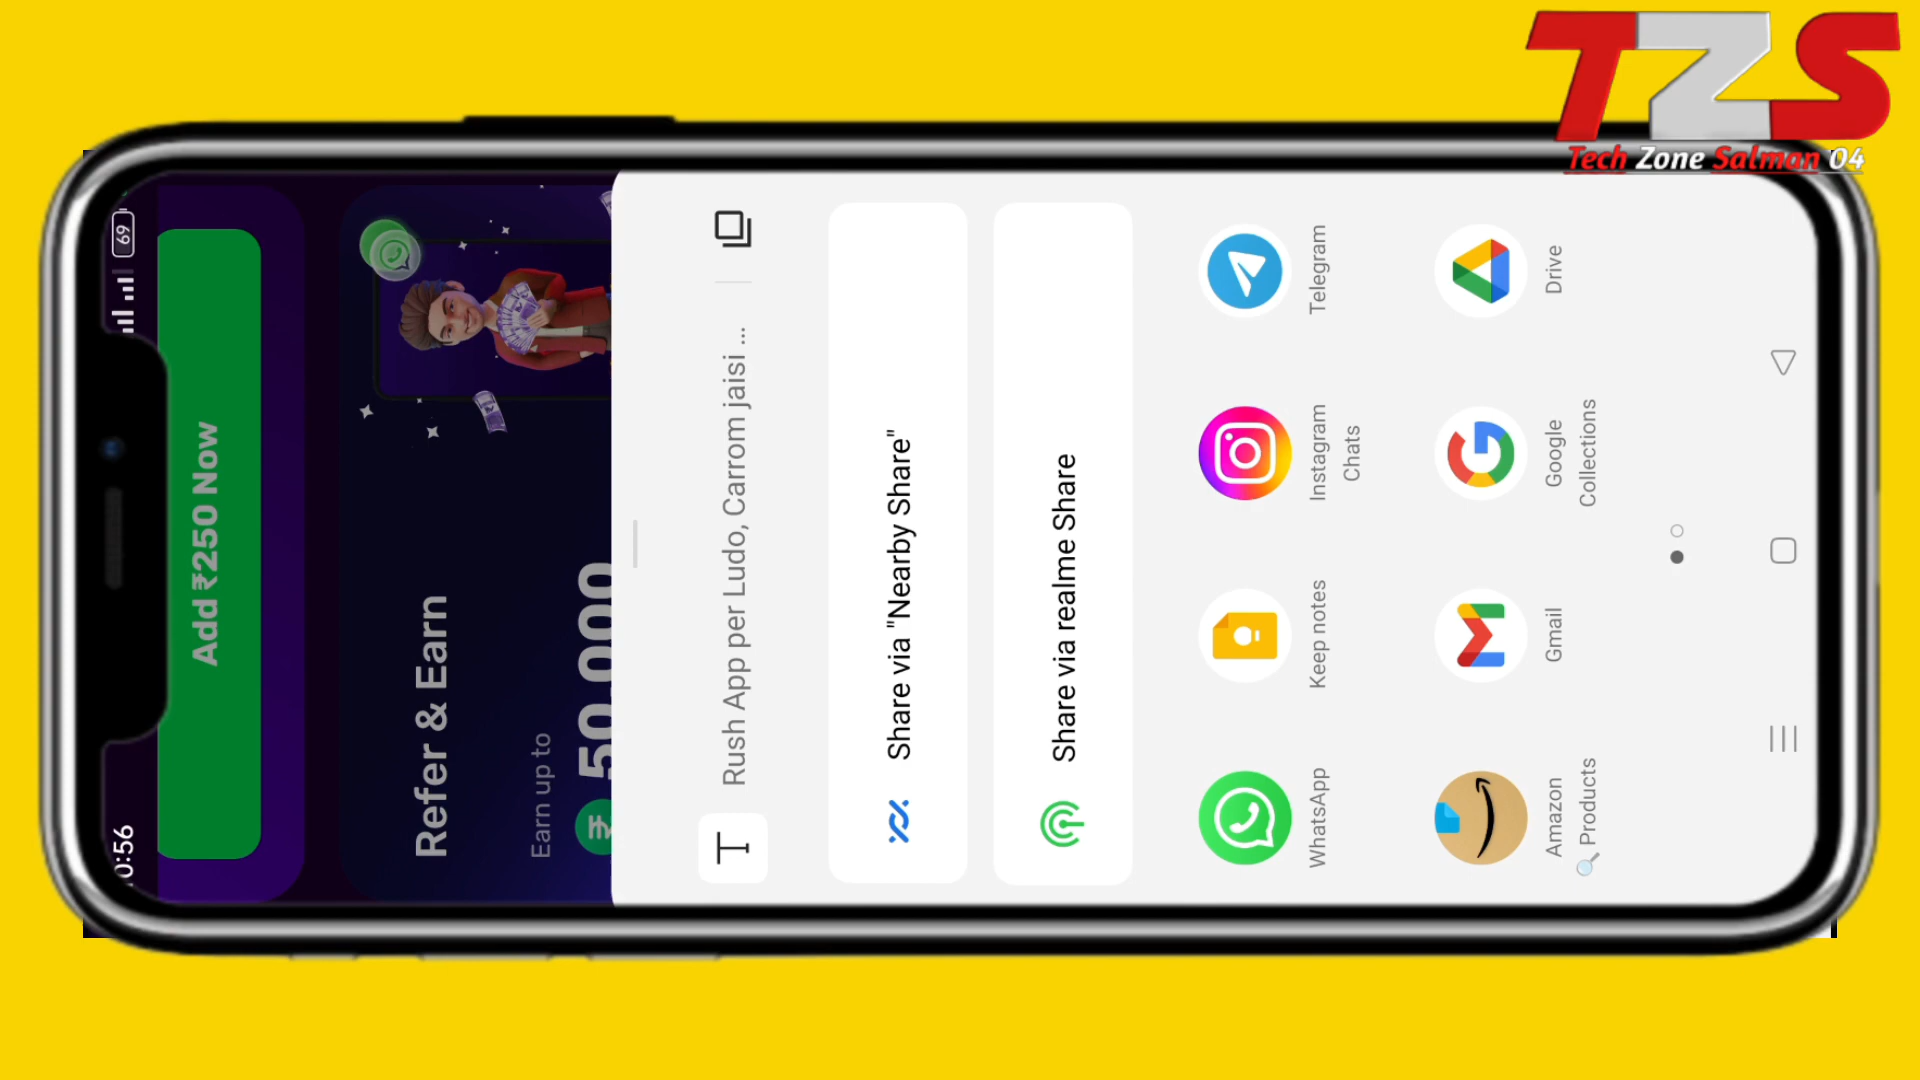 TZS
Tech Zone Salman 04
0:56
69
Add ₹250 Now
Refer & Earn
Earn up to
₹ 50,000
T
Rush App per Ludo, Carrom jaisi ...
Share via "Nearby Share"
Share via realme Share
WhatsApp
Keep notes
Instagram
Chats
Telegram
Amazon
Products
Gmail
Google
Collections
Drive